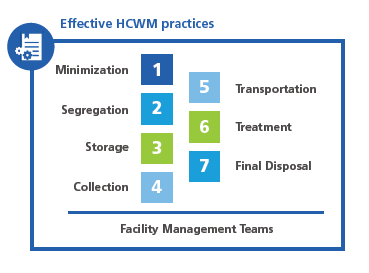 Effective HCWM practices
Minimization 1
Segregation 2
Storage 3
Collection 4
5 Transportation
6 Treatment
7 Final Disposal
Facility Management Teams